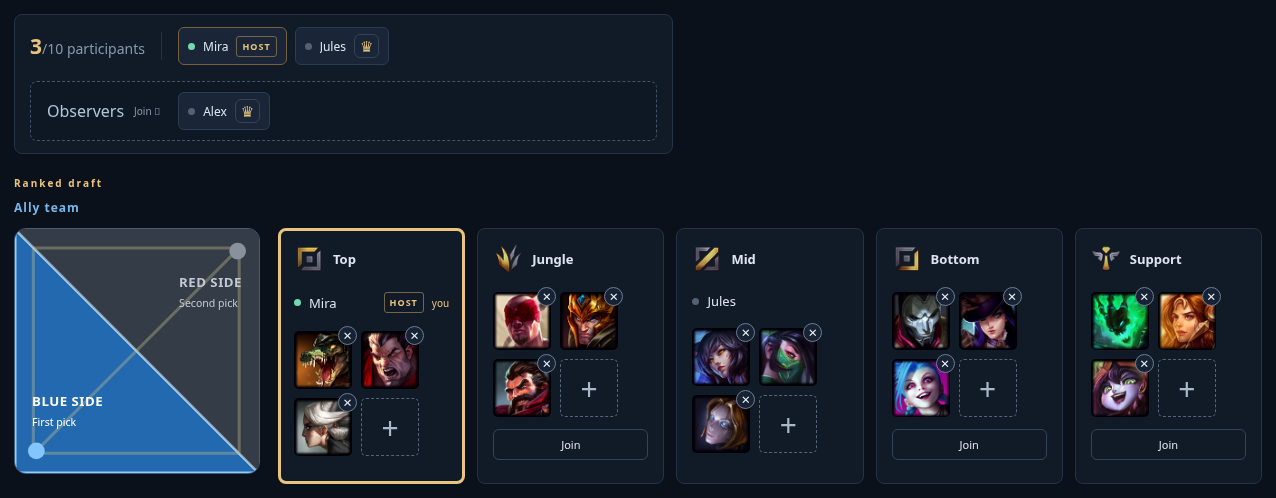 3/10 participants
Mira HOST
Jules
Observers Join
Alex
Ranked draft
Ally team
RED SIDE
Second pick
BLUE SIDE
First pick
Top
Mira HOST you
Jungle
Join
Mid
Jules
Bottom
Join
Support
Join